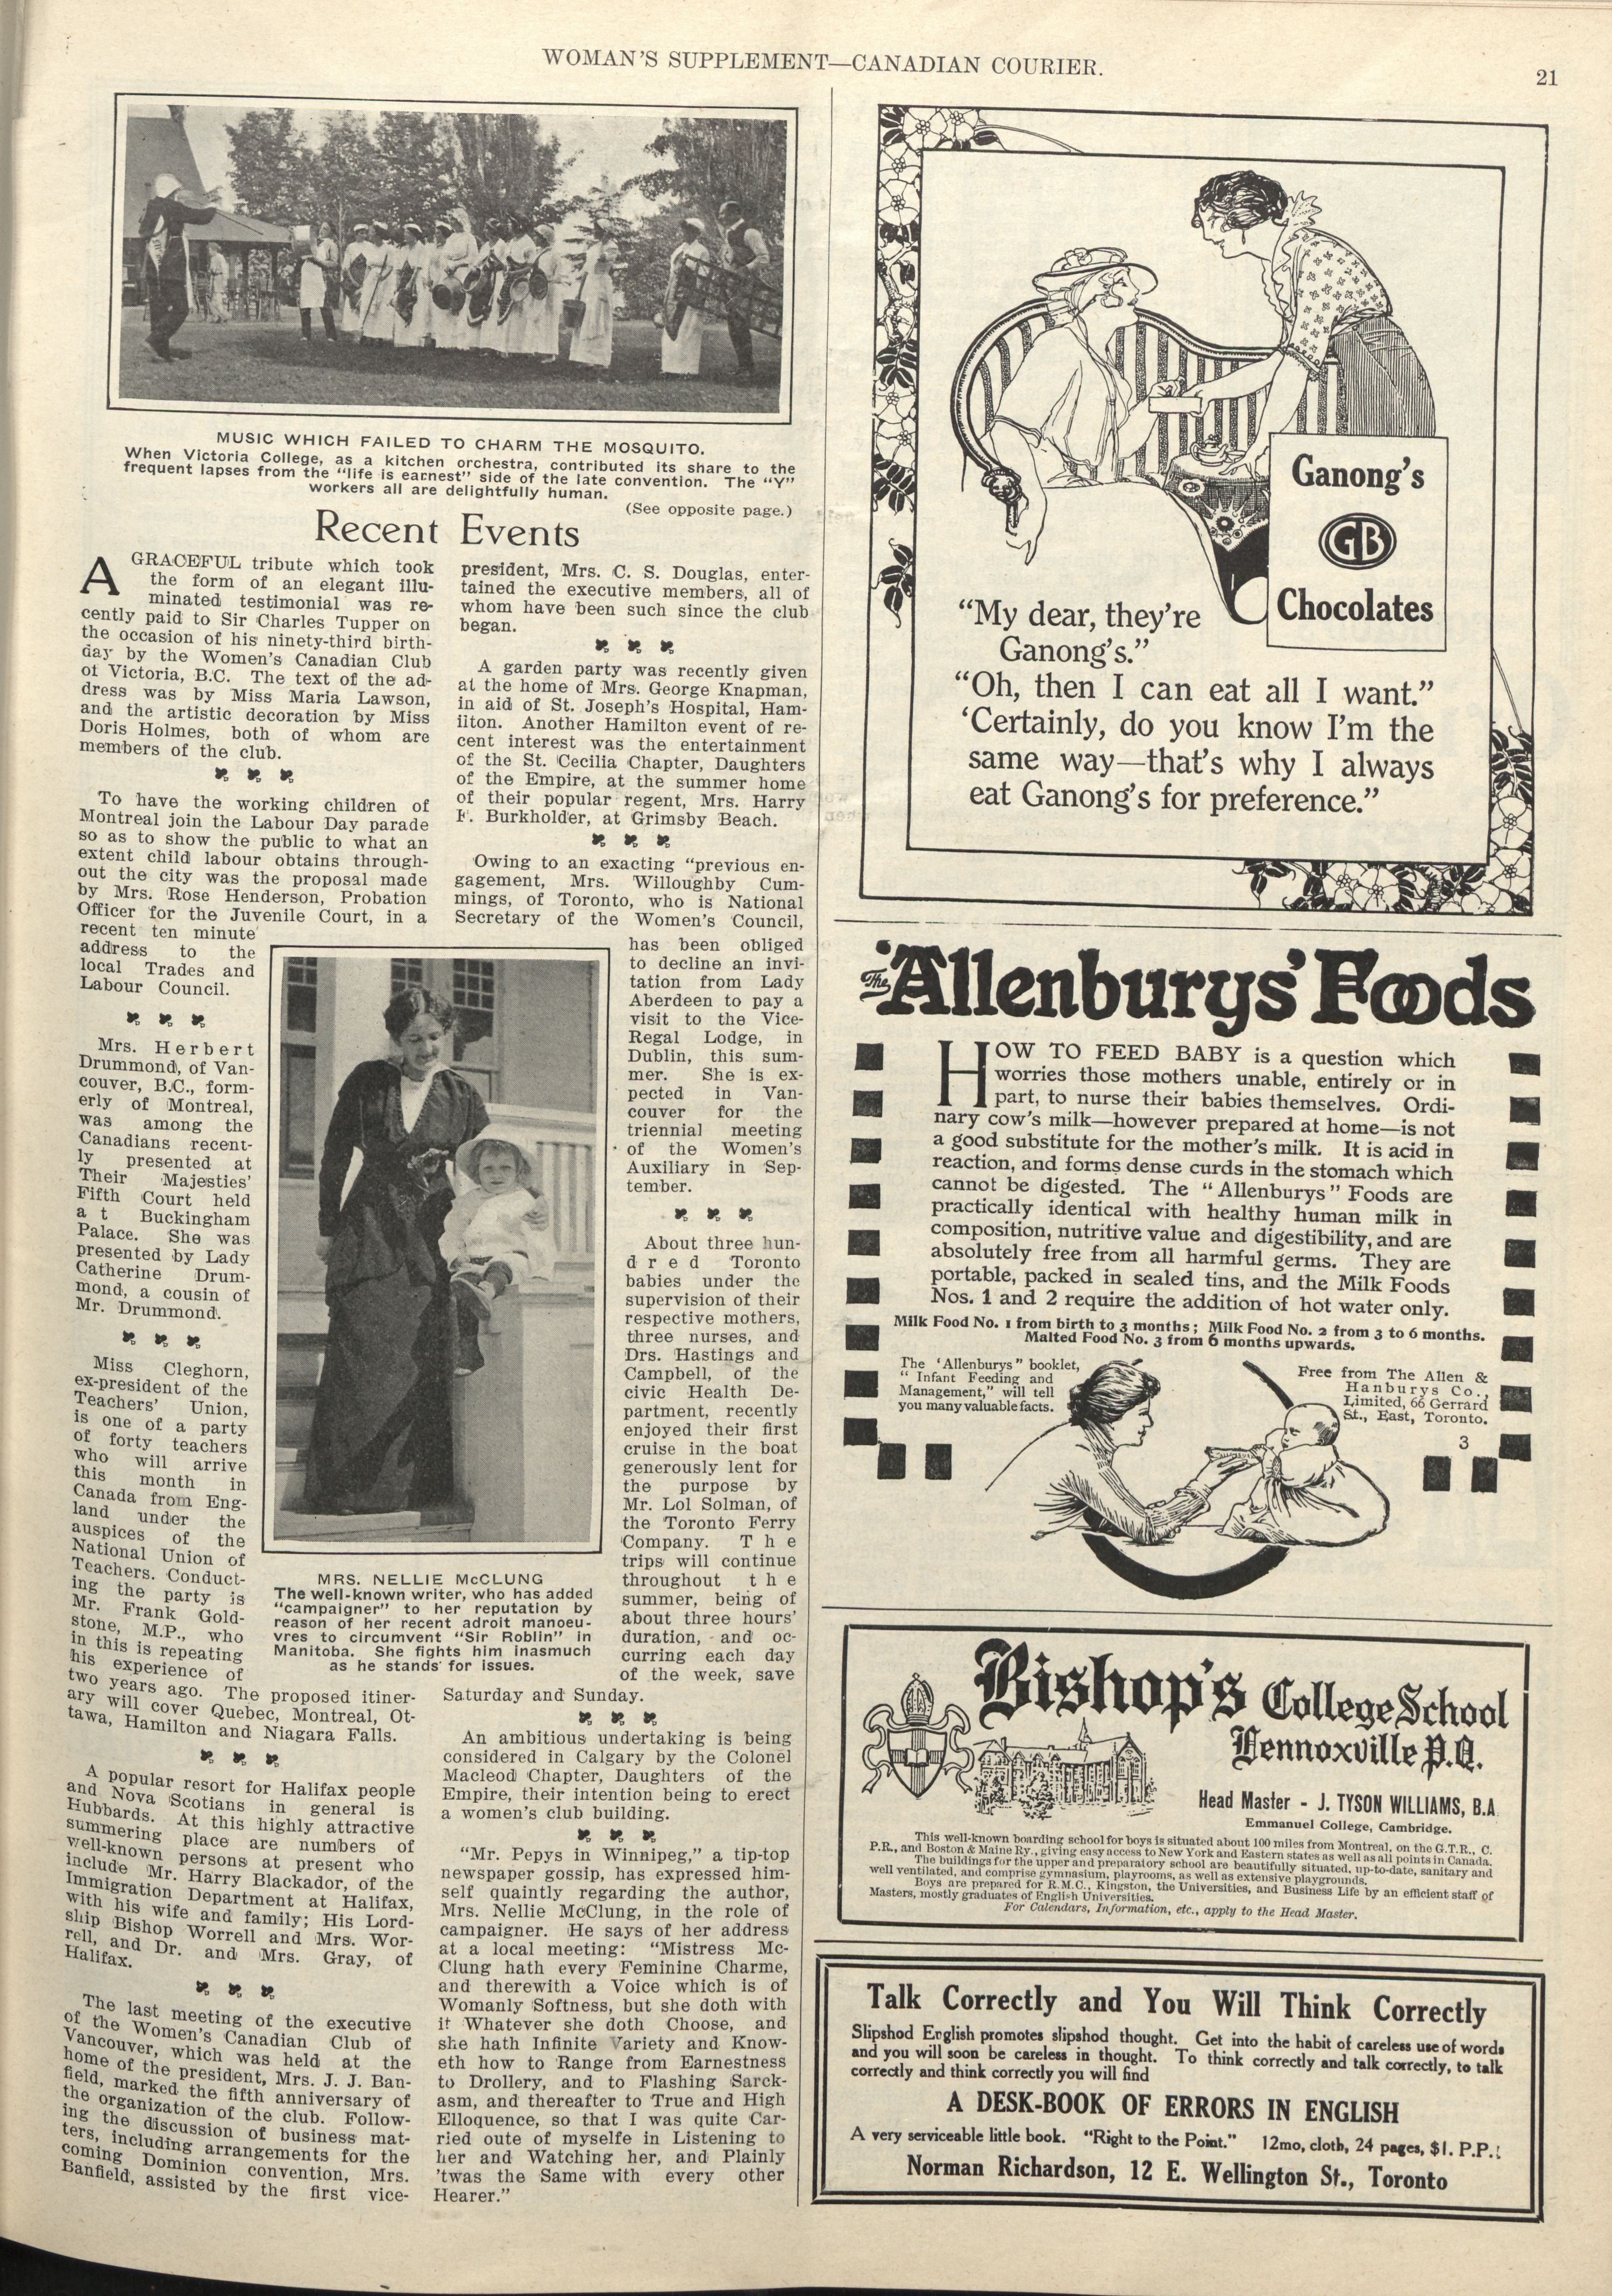 WOMAN'S SUPPLEMENT—CANADIAN COURIER.
21
MUSIC WHICH FAILED TO CHARM THE MOSQUITO.
When Victoria College, as a kitchen orchestra, contributed its share to the
frequent lapses from the "life is earnest" side of the late convention. The "Y"
workers all are delightfully human.
(See opposite page.)
Recent Events
A GRACEFUL tribute which took
the form of an elegant illu-
minated testimonial was re-
cently paid to Sir Charles Tupper on
the occasion of his ninety-third birth-
day by the Women's Canadian Club
of Victoria, B.C. The text of the ad-
dress was by Miss Maria Lawson,
and the artistic decoration by Miss
Doris Holmes, both of whom are
members of the club.
To have the working children of
Montreal join the Labour Day parade
so as to show the public to what an
extent child labour obtains through-
out the city was the proposal made
by Mrs. Rose Henderson, Probation
Officer for the Juvenile Court, in a
recent ten minute
address to the
local Trades and
Labour Council.
Mrs. Herbert
Drummond, of Van-
couver, B.C., form-
erly of Montreal,
was among the
Canadians recent-
ly presented at
Their Majesties'
Fifth Court held
at Buckingham
Palace. She was
presented by Lady
Catherine Drum-
mond, a cousin of
Mr. Drummond.
Miss Cleghorn,
ex-president of the
Teachers' Union,
is one of a party
of forty teachers
who will arrive
this month in
Canada from Eng-
land under the
auspices of the
National Union of
Teachers. Conduct-
ing the party is
Mr. Frank Gold-
stone, M.P., who
in this is repeating
his experience of
two years ago. The proposed itiner-
ary will cover Quebec, Montreal, Ot-
tawa, Hamilton and Niagara Falls.
A popular resort for Halifax people
and Nova Scotians in general is
Hubbards. At this highly attractive
summering place are numbers of
well-known persons at present who
include Mr. Harry Blackador, of the
Immigration Department at Halifax,
with his wife and family; His Lord-
ship Bishop Worrell and Mrs. Wor-
rell, and Dr. and Mrs. Gray, of
Halifax.
The last meeting of the executive
of the Women's Canadian Club of
Vancouver, which was held at the
home of the president, Mrs. J. J. Ban-
field, marked the fifth anniversary of
the organization of the club. Follow-
ing the discussion of business mat-
ters, including arrangements for the
coming Dominion convention, Mrs.
Banfield, assisted by the first vice-
president, Mrs. C. S. Douglas, enter-
tained the executive members, all of
whom have been such since the club
began.
A garden party was recently given
at the home of Mrs. George Knapman,
in aid of St. Joseph's Hospital, Ham-
ilton. Another Hamilton event of re-
cent interest was the entertainment
of the St. Cecilia Chapter, Daughters
of the Empire, at the summer home
of their popular regent, Mrs. Harry
F. Burkholder, at Grimsby Beach.
Owing to an exacting "previous en-
gagement, Mrs. Willoughby Cum-
mings, of Toronto, who is National
Secretary of the Women's Council,
has been obliged
to decline an invi-
tation from Lady
Aberdeen to pay a
visit to the Vice-
Regal Lodge, in
Dublin, this sum-
mer. She is ex-
pected in Van-
couver for the
triennial meeting
of the Women's
Auxiliary in Sep-
tember.
About three hun-
dred Toronto
babies under the
supervision of their
respective mothers,
three nurses, and
Drs. Hastings and
Campbell, of the
civic Health De-
partment, recently
enjoyed their first
cruise in the boat
generously lent for
the purpose by
Mr. Lol Solman, of
the Toronto Ferry
Company. The
trips will continue
throughout the
summer, being of
about three hours'
duration, and oc-
curring each day
of the week, save
Saturday and Sunday.
An ambitious undertaking is being
considered in Calgary by the Colonel
Macleod Chapter, Daughters of the
Empire, their intention being to erect
a women's club building.
"Mr. Pepys in Winnipeg," a tip-top
newspaper gossip, has expressed him-
self quaintly regarding the author,
Mrs. Nellie McClung, in the role of
campaigner. He says of her address
at a local meeting: "Mistress Mc-
Clung hath every Feminine Charme,
and therewith a Voice which is of
Womanly Softness, but she doth with
it Whatever she doth Choose, and
she hath Infinite Variety and Know-
eth how to Range from Earnestness
to Drollery, and to Flashing Sarck-
asm, and thereafter to True and High
Elloquence, so that I was quite Car-
ried oute of myselfe in Listening to
her and Watching her, and Plainly
'twas the Same with every other
Hearer."
MRS. NELLIE McCLUNG
The well-known writer, who has added
"campaigner" to her reputation by
reason of her recent adroit manoeu-
vres to circumvent "Sir Roblin" in
Manitoba. She fights him inasmuch
as he stands for issues.
Ganong's
GB
Chocolates
"My dear, they're
Ganong's."
"Oh, then I can eat all I want."
'Certainly, do you know I'm the
same way—that's why I always
eat Ganong's for preference."
The Allenburys' Foods
HOW TO FEED BABY is a question which
worries those mothers unable, entirely or in
part, to nurse their babies themselves. Ordi-
nary cow's milk—however prepared at home—is not
a good substitute for the mother's milk. It is acid in
reaction, and forms dense curds in the stomach which
cannot be digested. The "Allenburys" Foods are
practically identical with healthy human milk in
composition, nutritive value and digestibility, and are
absolutely free from all harmful germs. They are
portable, packed in sealed tins, and the Milk Foods
Nos. 1 and 2 require the addition of hot water only.
Milk Food No. 1 from birth to 3 months; Milk Food No. 2 from 3 to 6 months.
Malted Food No. 3 from 6 months upwards.
The 'Allenburys" booklet,
"Infant Feeding and
Management," will tell
you many valuable facts.
Free from The Allen &
Hanburys Co.,
Limited, 66 Gerrard
St., East, Toronto.
3
Bishop's College School
Lennoxville P.Q.
Head Master - J. TYSON WILLIAMS, B.A
Emmanuel College, Cambridge.
This well-known boarding school for boys is situated about 100 miles from Montreal, on the G.T.R., C.
P.R., and Boston & Maine Ry., giving easy access to New York and Eastern states as well as all points in Canada.
The buildings for the upper and preparatory school are beautifully situated, up-to-date, sanitary and
well ventilated, and comprise gymnasium, playrooms, as well as extensive playgrounds.
Boys are prepared for R.M.C., Kingston, the Universities, and Business Life by an efficient staff of
Masters, mostly graduates of English Universities.
For Calendars, Information, etc., apply to the Head Master.
Talk Correctly and You Will Think Correctly
Slipshod English promotes slipshod thought. Get into the habit of careless use of words
and you will soon be careless in thought. To think correctly and talk correctly, to talk
correctly and think correctly you will find
A DESK-BOOK OF ERRORS IN ENGLISH
A very serviceable little book. "Right to the Point." 12mo, cloth, 24 pages, $1. P.P.!
Norman Richardson, 12 E. Wellington St., Toronto